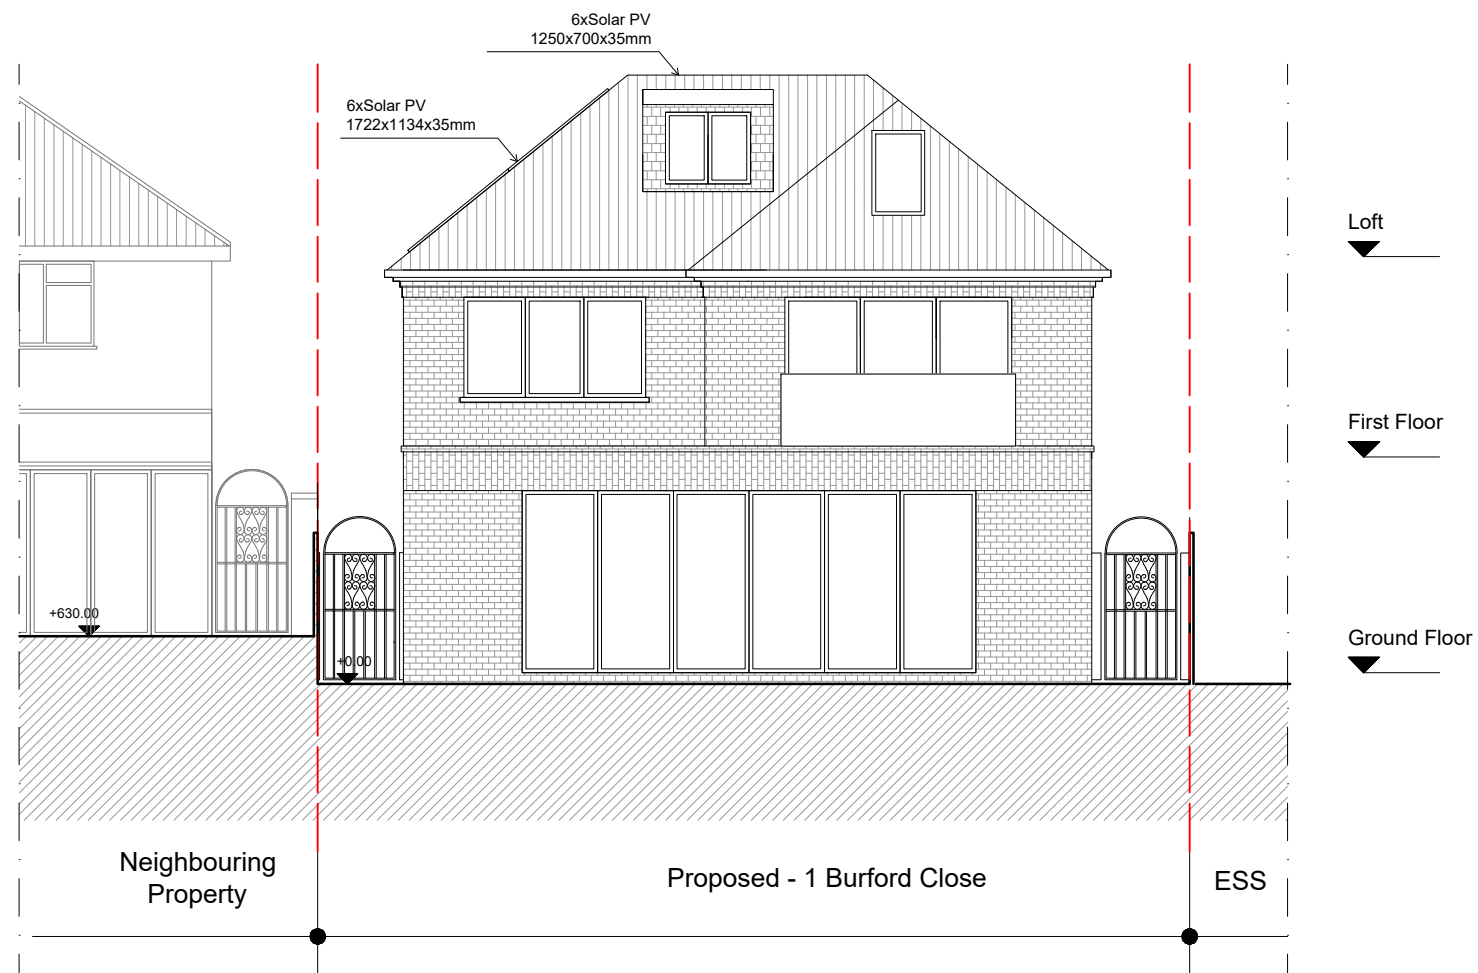 6xSolar PV
1250x700x35mm
6xSolar PV
1722x1134x35mm
Loft
First Floor
+630.00
Ground Floor
+0.00
Neighbouring
Property
Proposed - 1 Burford Close
ESS